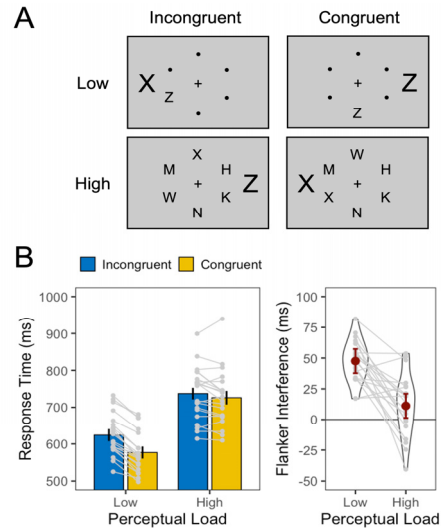 A
Incongruent
Congruent
Low
X
Z
+
Z
+
Z
High
X
M
H
+
Z
W
K
N
W
M
H
X
+
X
K
N
B
Incongruent
Congruent
Response Time (ms)
1000
900
800
700
600
500
Low
High
Perceptual Load
Flanker Interference (ms)
100
75
50
25
0
-25
-50
Low
High
Perceptual Load